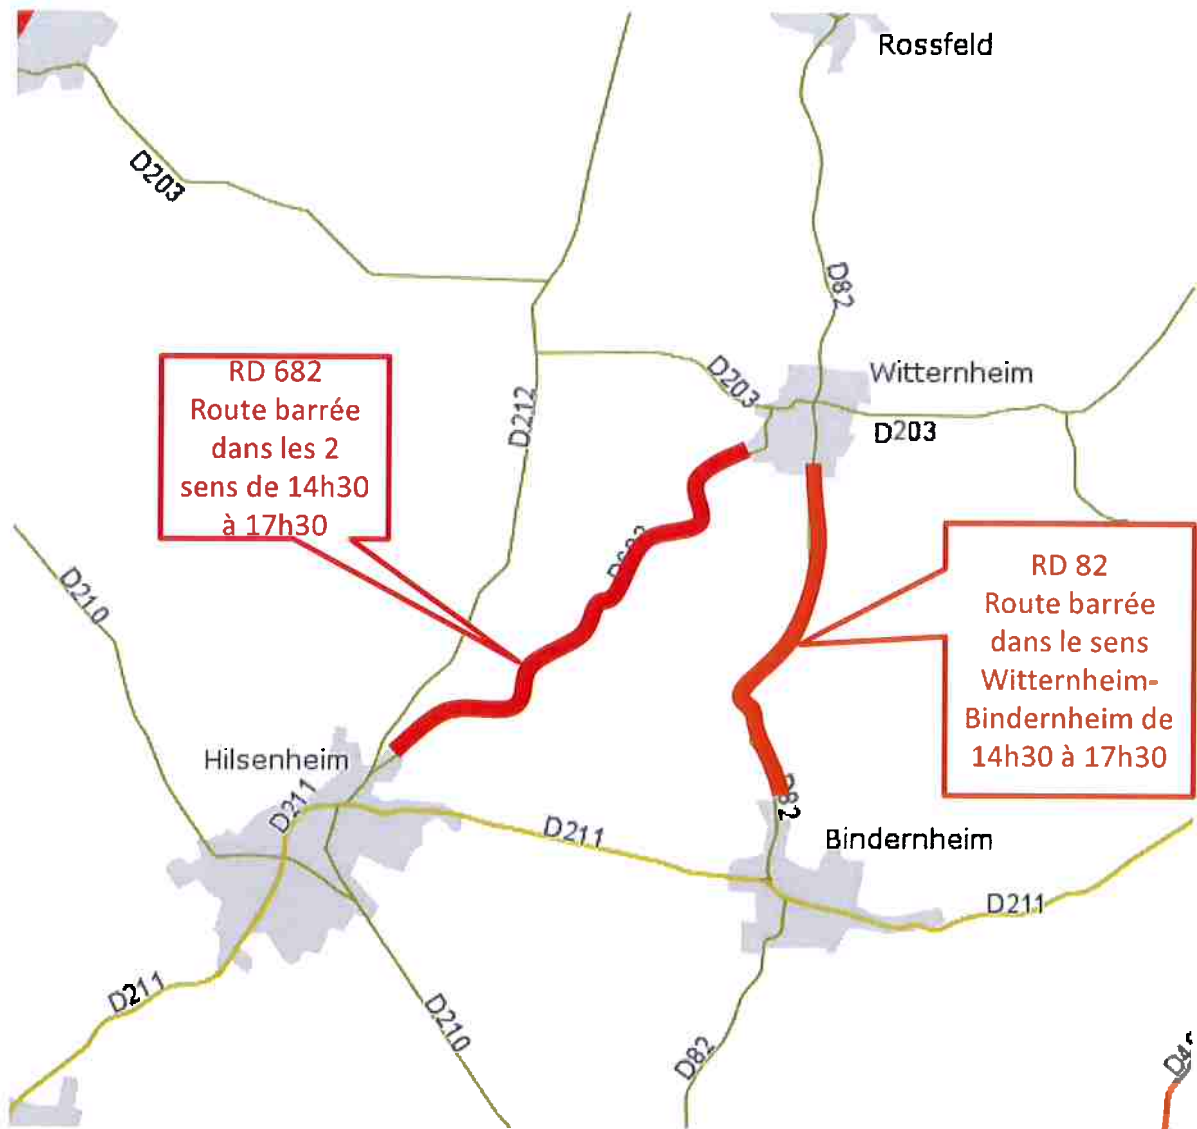 Rossfeld
D203
D82
RD 682
Route barrée
dans les 2
sens de 14h30
à 17h30
D212
D203
Witternheim
D203
D210
RD 82
Route barrée
dans le sens
Witternheim-
Bindernheim de
14h30 à 17h30
Hilsenheim
D211
D82
D211
Bindernheim
D211
D211
D210
D82